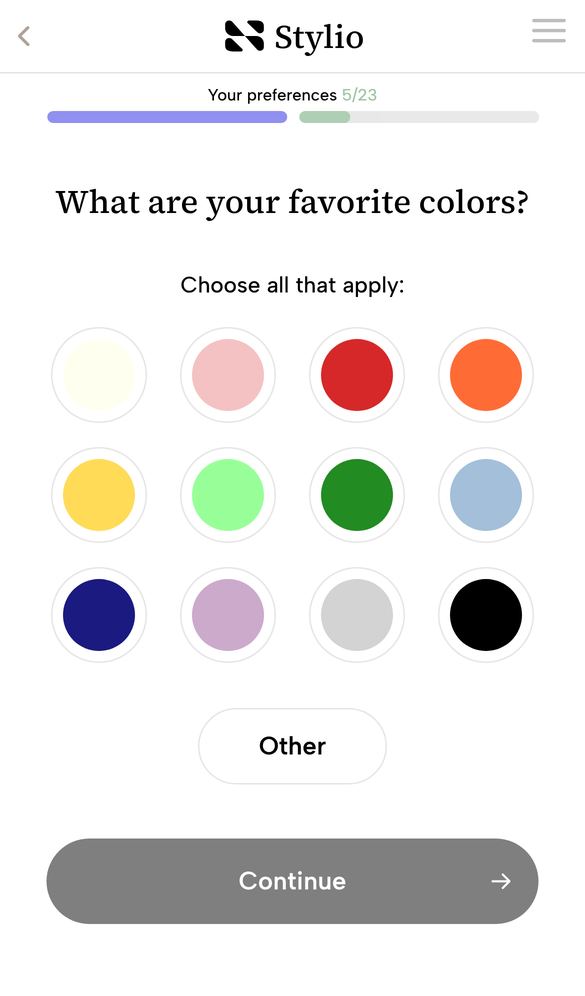 Stylio
Your preferences 5/23
What are your favorite colors?
Choose all that apply:
Other
Continue